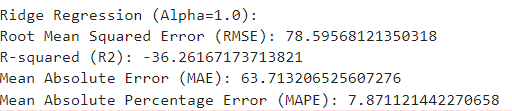 Ridge Regression (Alpha=1.0):
Root Mean Squared Error (RMSE): 78.59568121350318
R-squared (R2): -36.26167173713821
Mean Absolute Error (MAE): 63.713206525607276
Mean Absolute Percentage Error (MAPE): 7.871121442270658